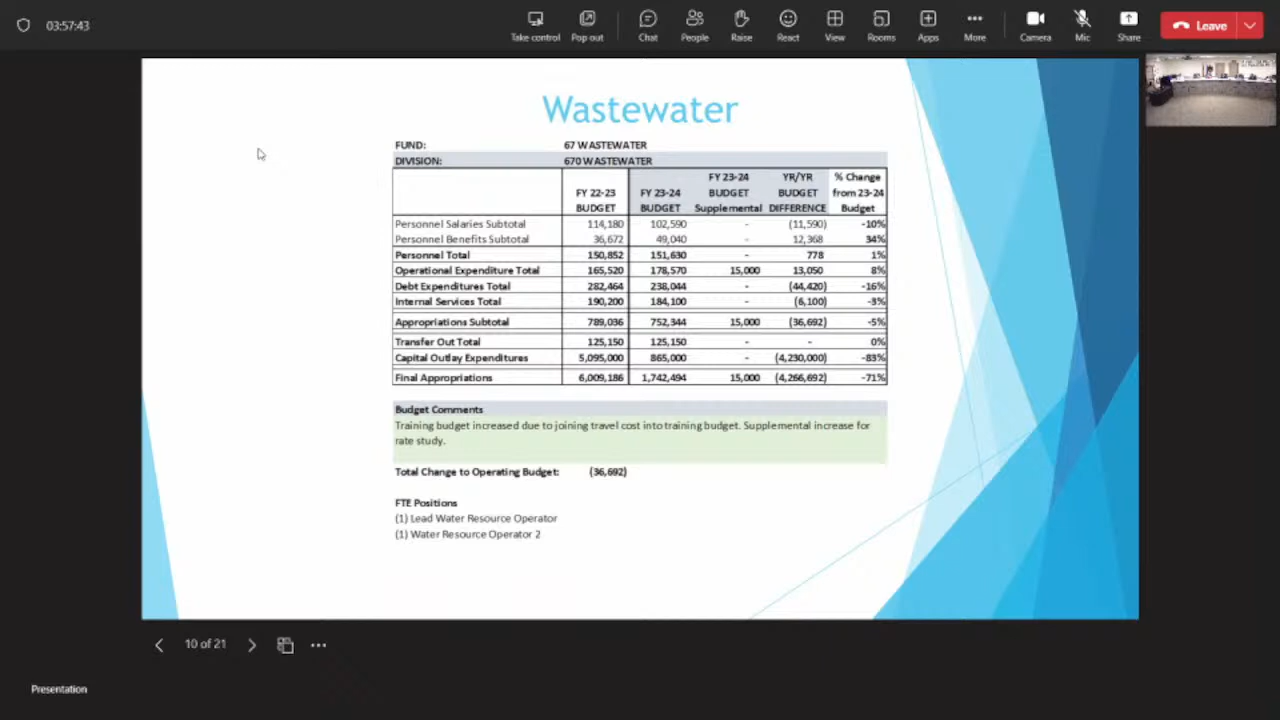 03:57:43
Take control Pop out Chat People Raise React View Rooms Apps More Camera Mic Share Leave
Wastewater
FUND: 67 WASTEWATER
DIVISION: 670 WASTEWATER
FY 23-24 YR/YR % Change
FY 22-23 FY 23-24 BUDGET BUDGET from 23-24
BUDGET BUDGET Supplemental DIFFERENCE Budget
Personnel Salaries Subtotal 114,180 102,590 - (11,590) -10%
Personnel Benefits Subtotal 36,672 49,040 - 12,368 34%
Personnel Total 150,852 151,630 - 778 1%
Operational Expenditure Total 165,520 178,570 15,000 13,050 8%
Debt Expenditures Total 282,464 238,044 - (44,420) -16%
Internal Services Total 190,200 184,100 - (6,100) -3%
Appropriations Subtotal 789,036 752,344 15,000 (36,692) -5%
Transfer Out Total 125,150 125,150 - - 0%
Capital Outlay Expenditures 5,095,000 865,000 - (4,230,000) -83%
Final Appropriations 6,009,186 1,742,494 15,000 (4,266,692) -71%
Budget Comments
Training budget increased due to joining travel cost into training budget. Supplemental increase for
rate study.
Total Change to Operating Budget: (36,692)
FTE Positions
(1) Lead Water Resource Operator
(1) Water Resource Operator 2
10 of 21
Presentation